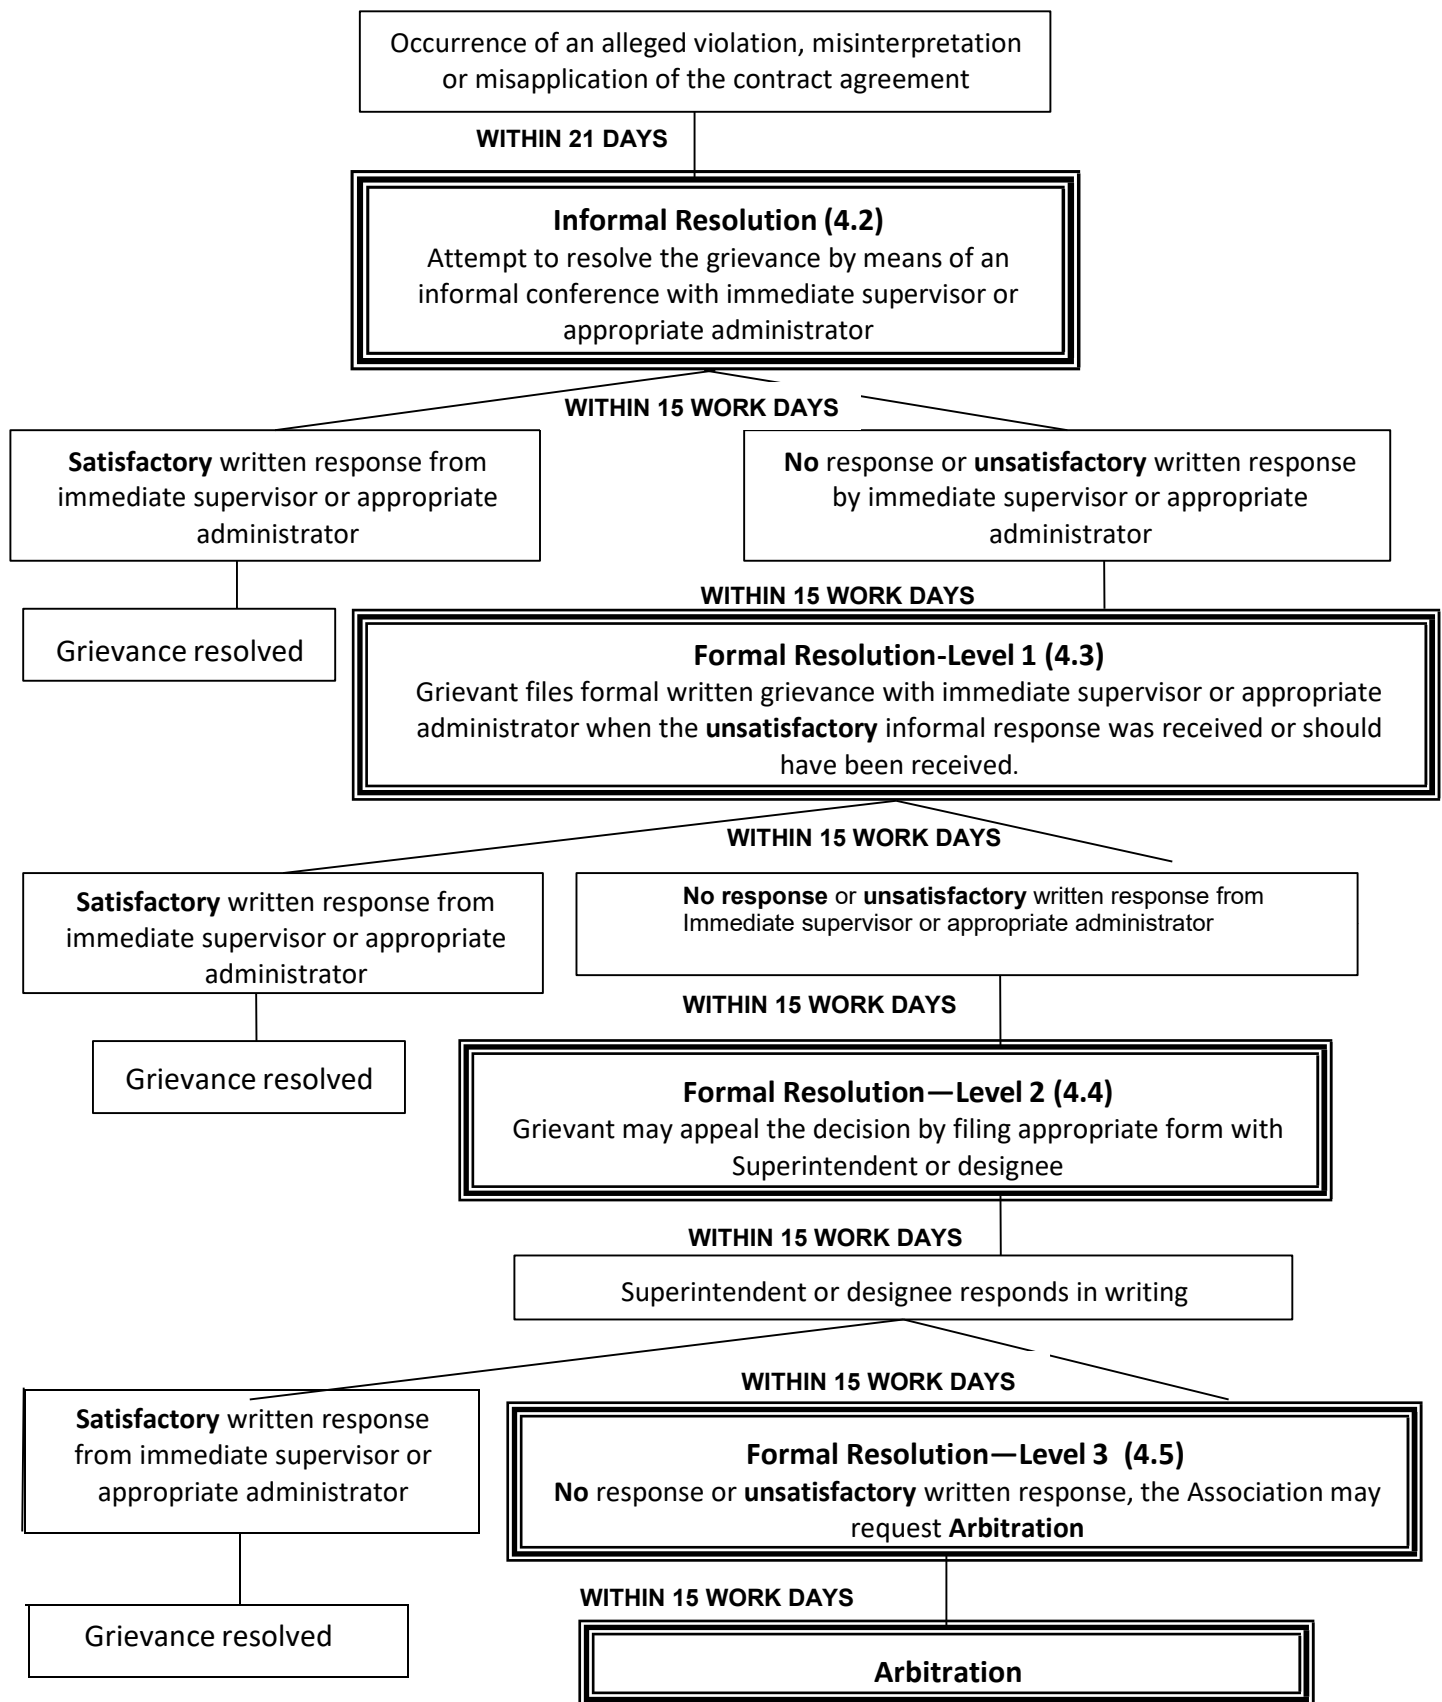 Occurrence of an alleged violation, misinterpretation
or misapplication of the contract agreement
WITHIN 21 DAYS
Informal Resolution (4.2)
Attempt to resolve the grievance by means of an
informal conference with immediate supervisor or
appropriate administrator
WITHIN 15 WORK DAYS
Satisfactory written response from
immediate supervisor or appropriate
administrator
No response or unsatisfactory written response
by immediate supervisor or appropriate
administrator
WITHIN 15 WORK DAYS
Grievance resolved
Formal Resolution-Level 1 (4.3)
Grievant files formal written grievance with immediate supervisor or appropriate
administrator when the unsatisfactory informal response was received or should
have been received.
WITHIN 15 WORK DAYS
Satisfactory written response from
immediate supervisor or appropriate
administrator
No response or unsatisfactory written response from
Immediate supervisor or appropriate administrator
WITHIN 15 WORK DAYS
Grievance resolved
Formal Resolution—Level 2 (4.4)
Grievant may appeal the decision by filing appropriate form with
Superintendent or designee
WITHIN 15 WORK DAYS
Superintendent or designee responds in writing
WITHIN 15 WORK DAYS
Satisfactory written response
from immediate supervisor or
appropriate administrator
Formal Resolution—Level 3 (4.5)
No response or unsatisfactory written response, the Association may
request Arbitration
WITHIN 15 WORK DAYS
Grievance resolved
Arbitration